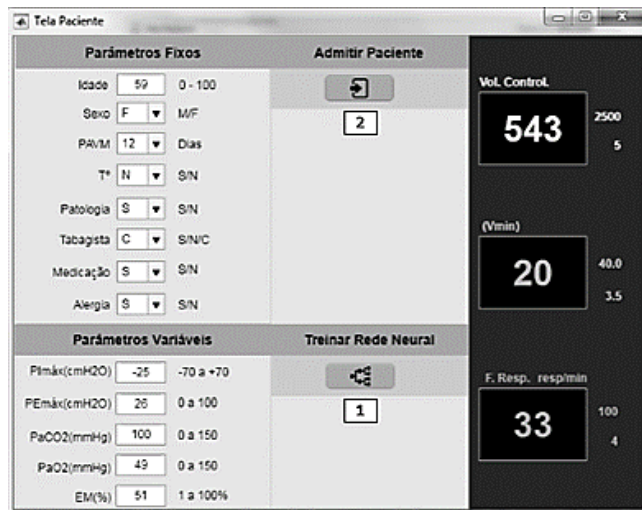 Tela Paciente
Parâmetros Fixos
Idade 59 0 - 100
Sexo F M/F
PAVM 12 Dias
Tª N S/N
Patologia S S/N
Tabagista C S/N/C
Medicação S S/N
Alergia S S/N
Admitir Paciente
2
Parâmetros Variáveis
PImáx(cmH2O) -25 -70 a +70
PEmáx(cmH2O) 26 0 a 100
PaCO2(mmHg) 100 0 a 150
PaO2(mmHg) 49 0 a 150
EM(%) 51 1 a 100%
Treinar Rede Neural
1
Vol. Control.
543 2500
5
(Vmin)
20 40.0
3.5
F. Resp. resp/min
33 100
4